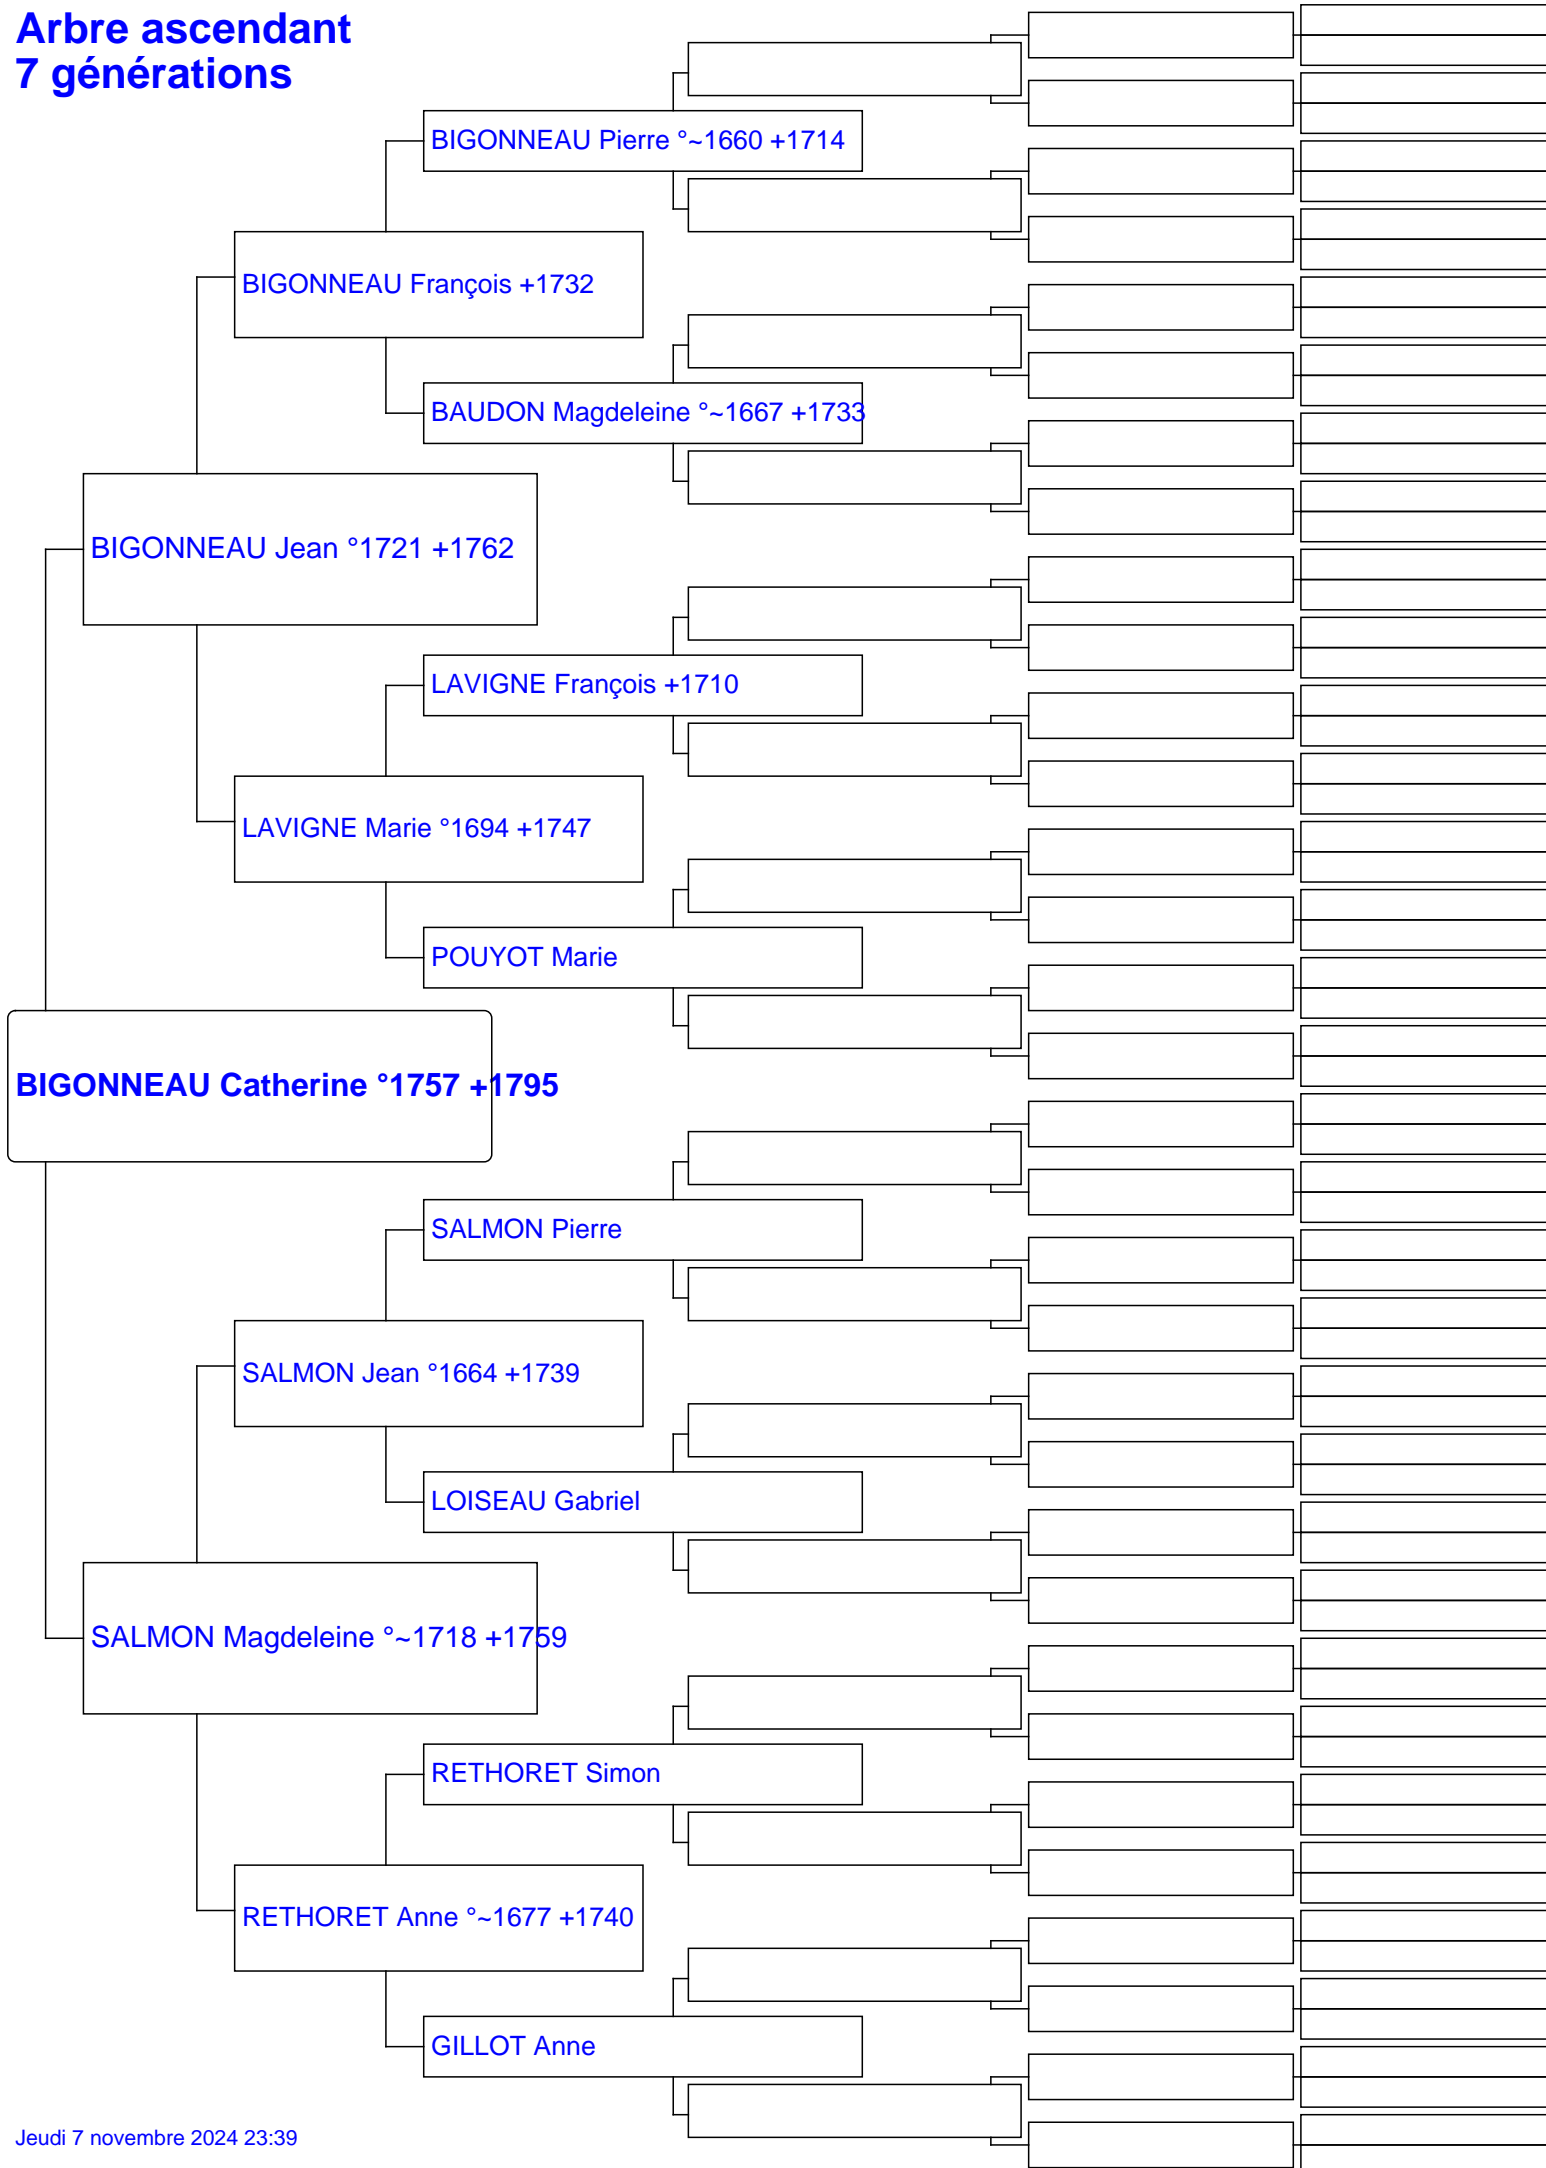 Arbre ascendant
7 générations
BIGONNEAU Pierre °~1660 +1714
BIGONNEAU François +1732
BAUDON Magdeleine °~1667 +1733
BIGONNEAU Jean °1721 +1762
LAVIGNE François +1710
LAVIGNE Marie °1694 +1747
POUYOT Marie
BIGONNEAU Catherine °1757 +1795
SALMON Pierre
SALMON Jean °1664 +1739
LOISEAU Gabriel
SALMON Magdeleine °~1718 +1759
RETHORET Simon
RETHORET Anne °~1677 +1740
GILLOT Anne
Jeudi 7 novembre 2024 23:39